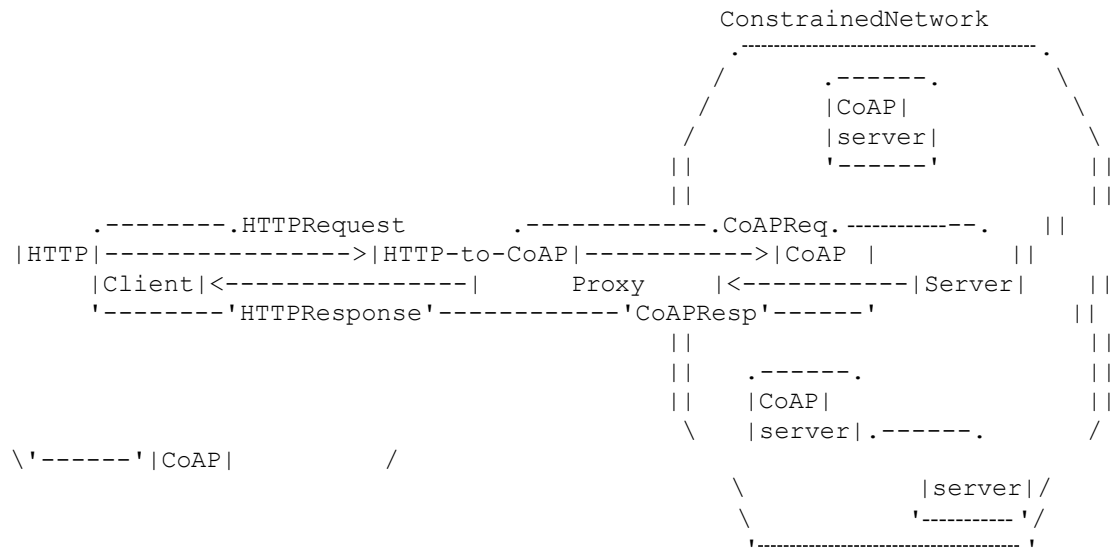 ConstrainedNetwork
.----------------------------------------------- .
/ .------. \
/ |CoAP| \
/ |server| \
|| '------' ||
|| ||
.--------.HTTPRequest .------------.CoAPReq. --------------. ||
|HTTP|---------------->|HTTP-to-CoAP|----------->|CoAP | ||
|Client|<----------------| Proxy |<-----------|Server| ||
'--------'HTTPResponse'------------'CoAPResp'------' ||
|| ||
|| .------. ||
|| |CoAP| ||
\ |server|.------. /
\'------'|CoAP| /
\ |server|/
\ '----------- '/
'------------------------------------------ '